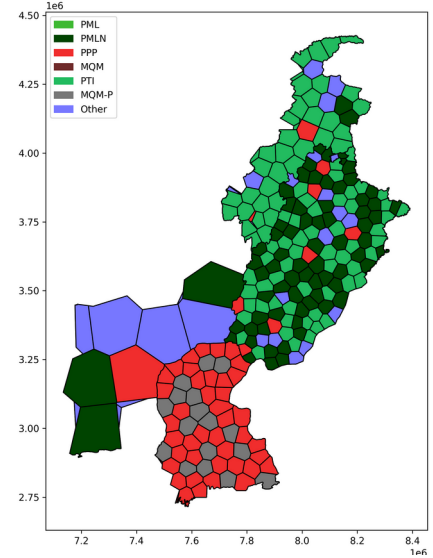 1e6
4.50
4.25
4.00
3.75
3.50
3.25
3.00
2.75
PML
PMLN
PPP
MQM
PTI
MQM-P
Other
7.2 7.4 7.6 7.8 8.0 8.2 8.4
1e6